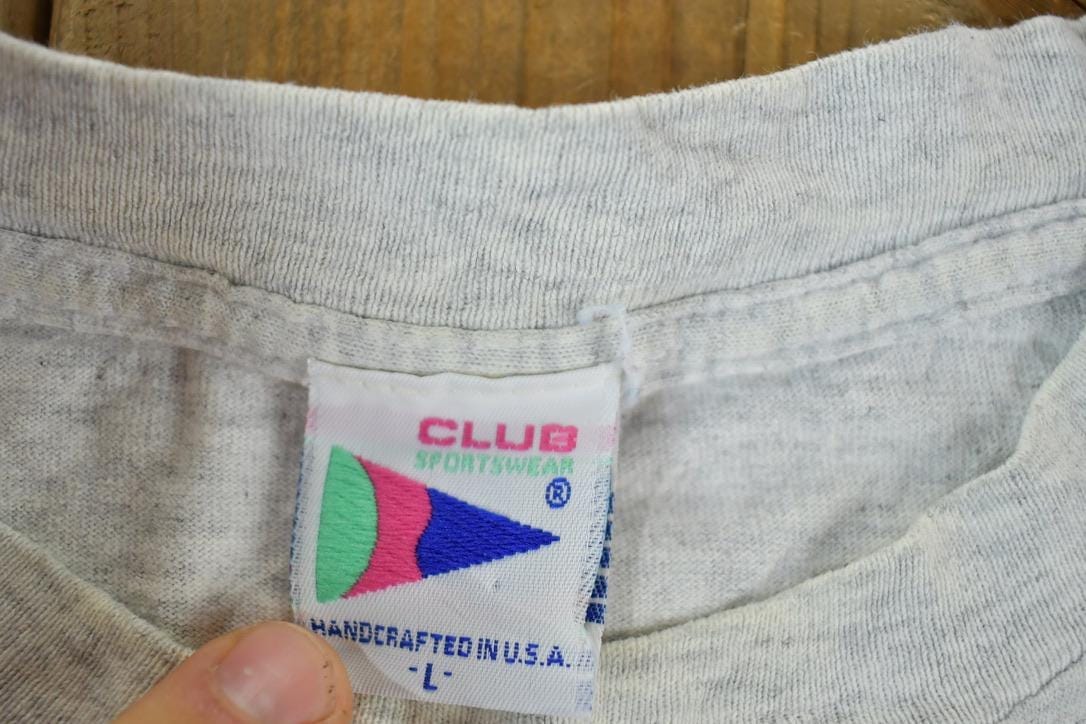 CLUB
SPORTSWEAR
®
HANDCRAFTED IN U.S.A.
-L-